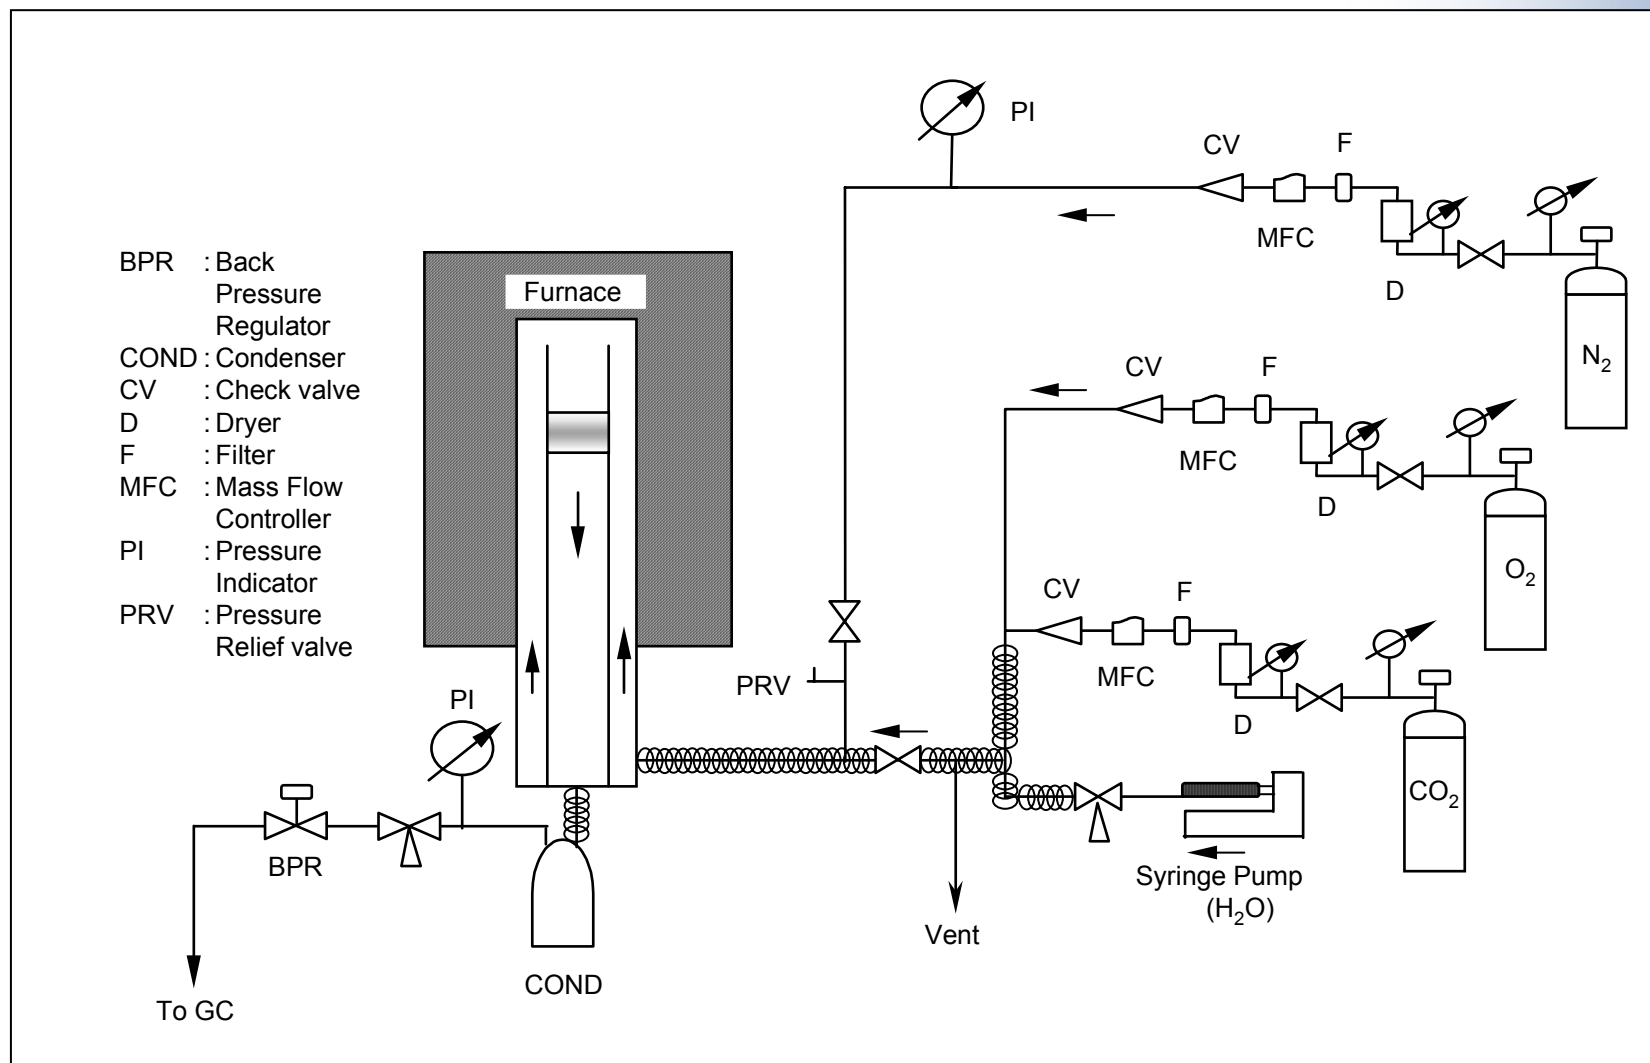 PI
CV
F
MFC
D
N2
BPR : Back
Pressure
Regulator
COND : Condenser
CV : Check valve
D : Dryer
F : Filter
MFC : Mass Flow
Controller
PI : Pressure
Indicator
PRV : Pressure
Relief valve
Furnace
CV
F
MFC
D
O2
CV
F
MFC
D
CO2
PRV
PI
BPR
COND
To GC
Vent
Syringe Pump
(H2O)